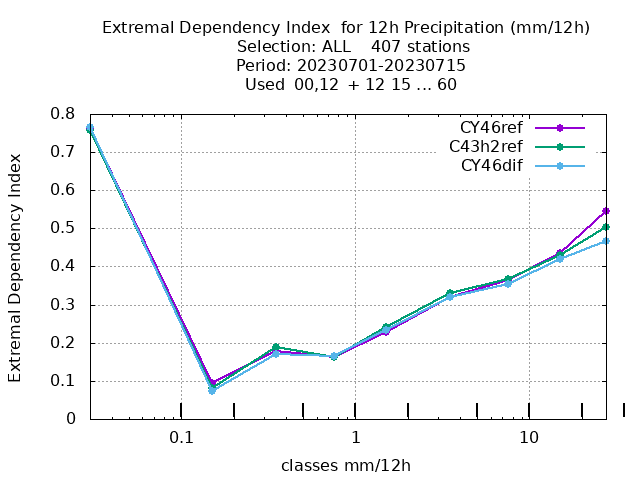 Extremal Dependency Index  for 12h Precipitation (mm/12h)
Selection: ALL    407 stations
Period: 20230701-20230715
Used  00,12  + 12 15 ... 60
CY46ref
C43h2ref
CY46dif
Extremal Dependency Index
0.8
0.7
0.6
0.5
0.4
0.3
0.2
0.1
0
0.1 1 10
classes mm/12h